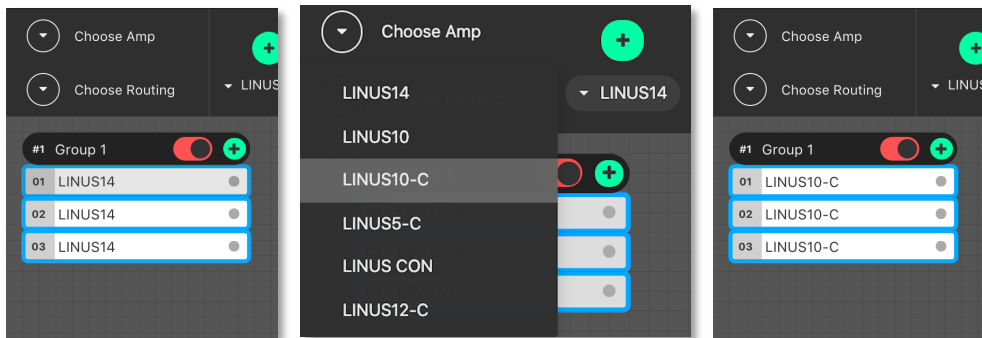 Choose Amp
Choose Routing
LINUS
#1 Group 1
01 LINUS14
02 LINUS14
03 LINUS14
Choose Amp
LINUS14
LINUS14
LINUS10
LINUS10-C
LINUS5-C
LINUS CON
LINUS12-C
Choose Amp
Choose Routing
LINUS
#1 Group 1
01 LINUS10-C
02 LINUS10-C
03 LINUS10-C